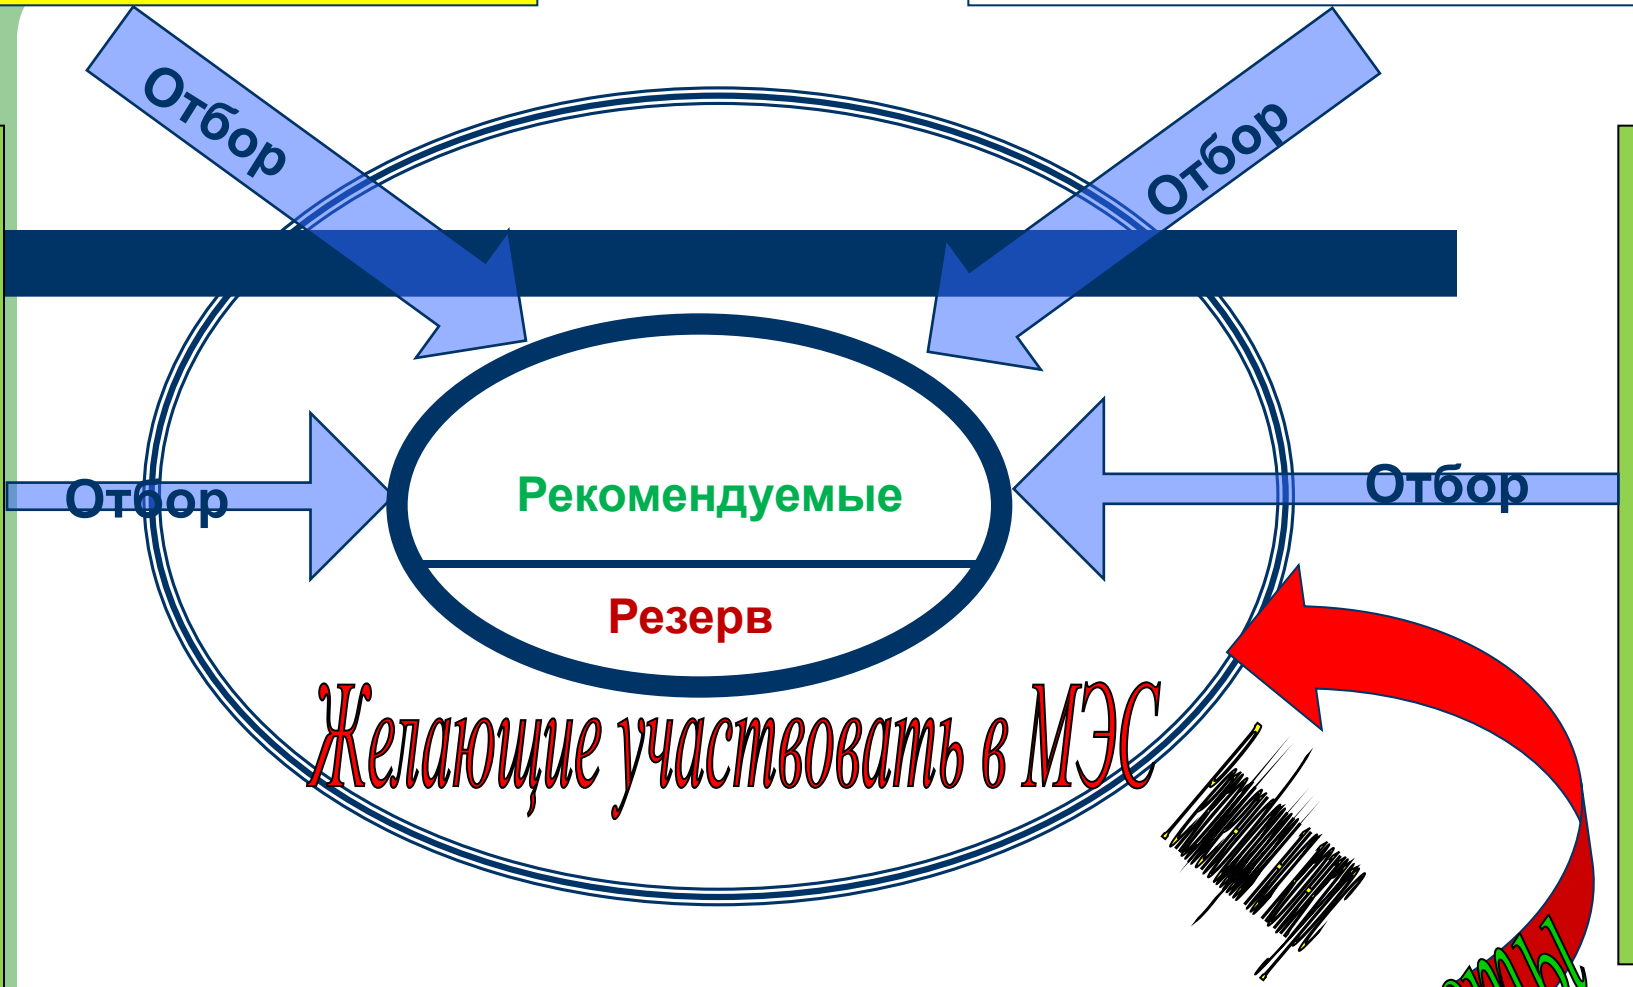 Отбор
Отбор
Отбор
Отбор
Рекомендуемые
Резерв
Желающие участвовать в МЭС